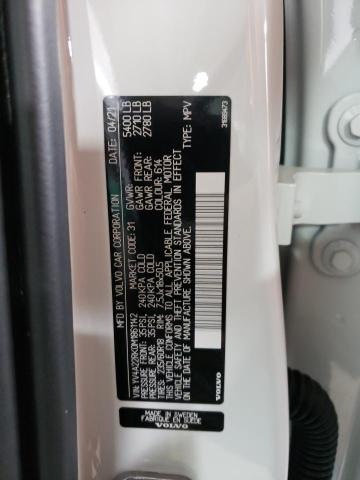 MFD BY VOLVO CAR CORPORATION DATE: 04/21
MARKET CODE: 31 GVWR: 5400 LB
GAWR FRONT: 2710 LB
GAWR REAR: 2780 LB
VIN: TYPE: MPV
PRESSURE FRONT: 35 PSI, 240 KPA COLD
PRESSURE REAR: 35 PSI, 240 KPA COLD COLOUR: 614
TIRES: 235/60R18 RIM: 7.5Jx18x50.5
THIS VEHICLE CONFORMS TO ALL APPLICABLE FEDERAL MOTOR
VEHICLE SAFETY AND THEFT PREVENTION STANDARDS IN EFFECT
ON THE DATE OF MANUFACTURE SHOWN ABOVE
MADE IN SWEDEN
FABRIQUÉ EN SUÈDE
VOLVO